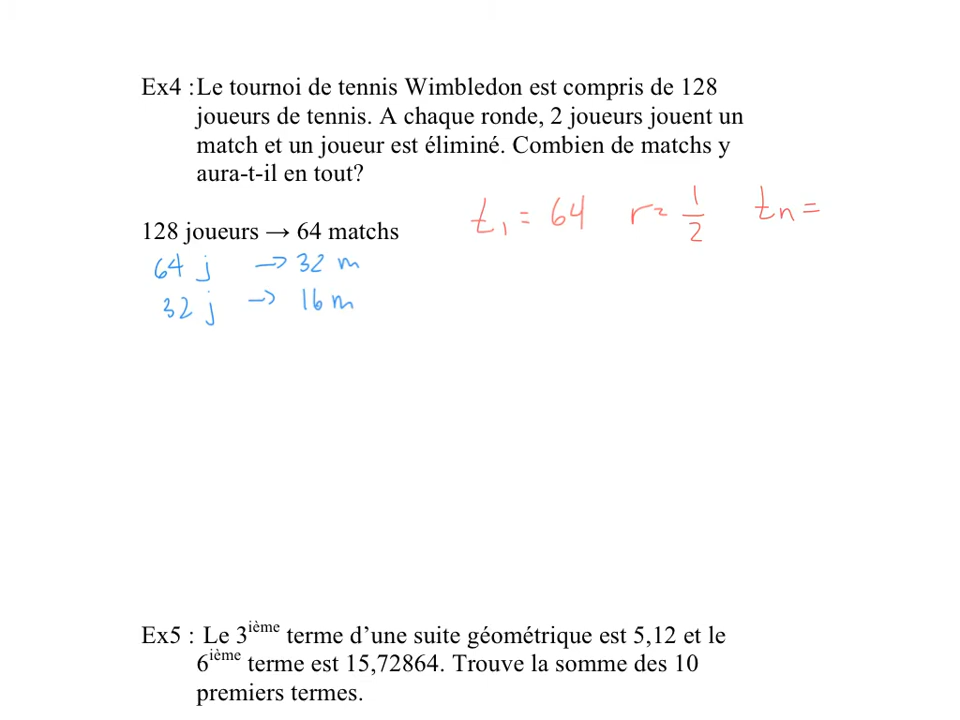 Ex4 :Le tournoi de tennis Wimbledon est compris de 128
joueurs de tennis. A chaque ronde, 2 joueurs jouent un
match et un joueur est éliminé. Combien de matchs y
aura-t-il en tout?
t₁ = 64 r = 1/2 tn =
128 joueurs → 64 matchs
64 j → 32 m
32 j → 16 m
Ex5 : Le 3ième terme d’une suite géométrique est 5,12 et le
6ième terme est 15,72864. Trouve la somme des 10
premiers termes.